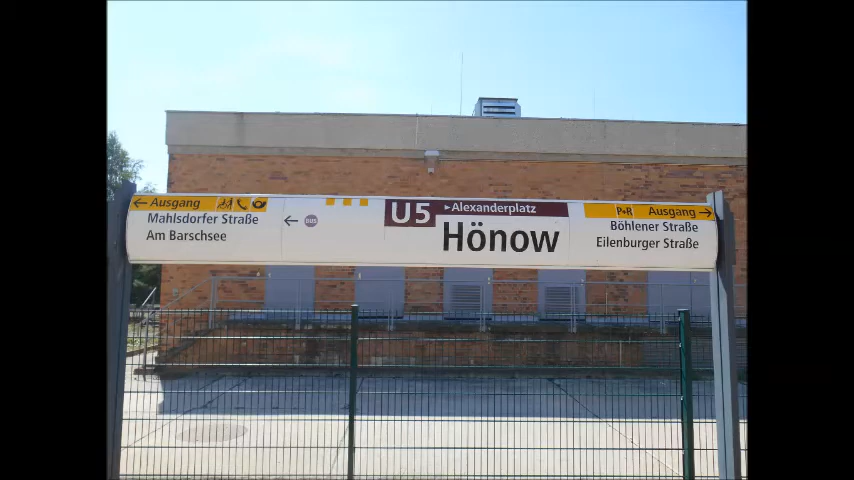 ← Ausgang
Mahlsdorfer Straße
Am Barschsee
← BUS
U5 ▸Alexanderplatz
Hönow
P+R Ausgang →
Böhlener Straße
Eilenburger Straße